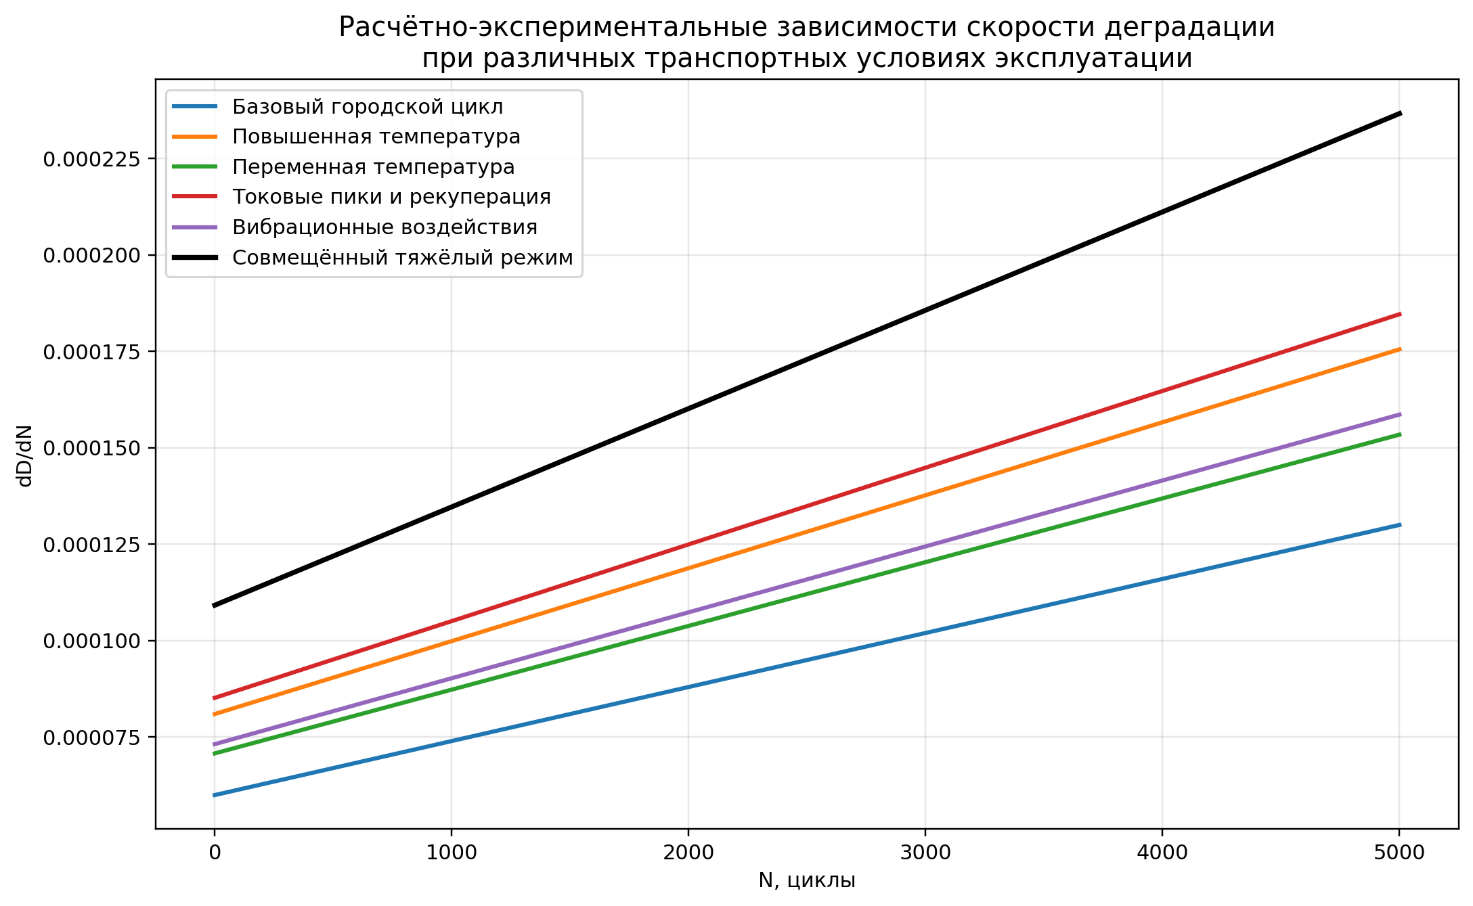 Расчётно-экспериментальные зависимости скорости деградации
при различных транспортных условиях эксплуатации
Базовый городской цикл
Повышенная температура
Переменная температура
Токовые пики и рекуперация
Вибрационные воздействия
Совмещённый тяжёлый режим
dD/dN
0.000225
0.000200
0.000175
0.000150
0.000125
0.000100
0.000075
0
1000
2000
3000
4000
5000
N, циклы